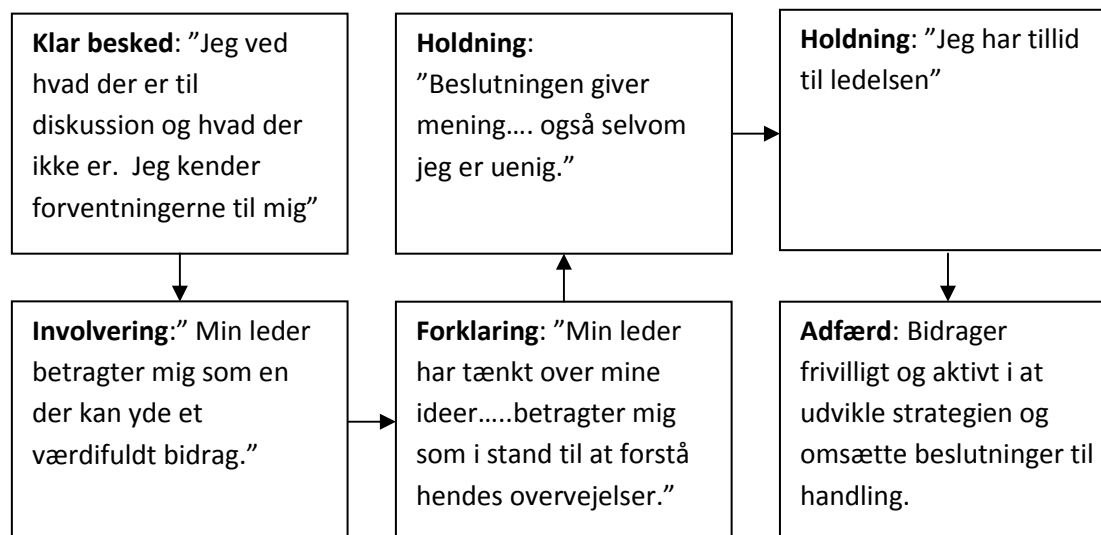 Klar besked: ”Jeg ved
hvad der er til
diskussion og hvad der
ikke er.  Jeg kender
forventningerne til mig”
Involvering:” Min leder
betragter mig som en
der kan yde et
værdifuldt bidrag.”
Forklaring: ”Min leder
har tænkt over mine
ideer…..betragter mig
som i stand til at forstå
hendes overvejelser.”
Holdning:
”Beslutningen giver
mening…. også selvom
jeg er uenig.”
Holdning: ”Jeg har tillid
til ledelsen”
Adfærd: Bidrager
frivilligt og aktivt i at
udvikle strategien og
omsætte beslutninger til
handling.